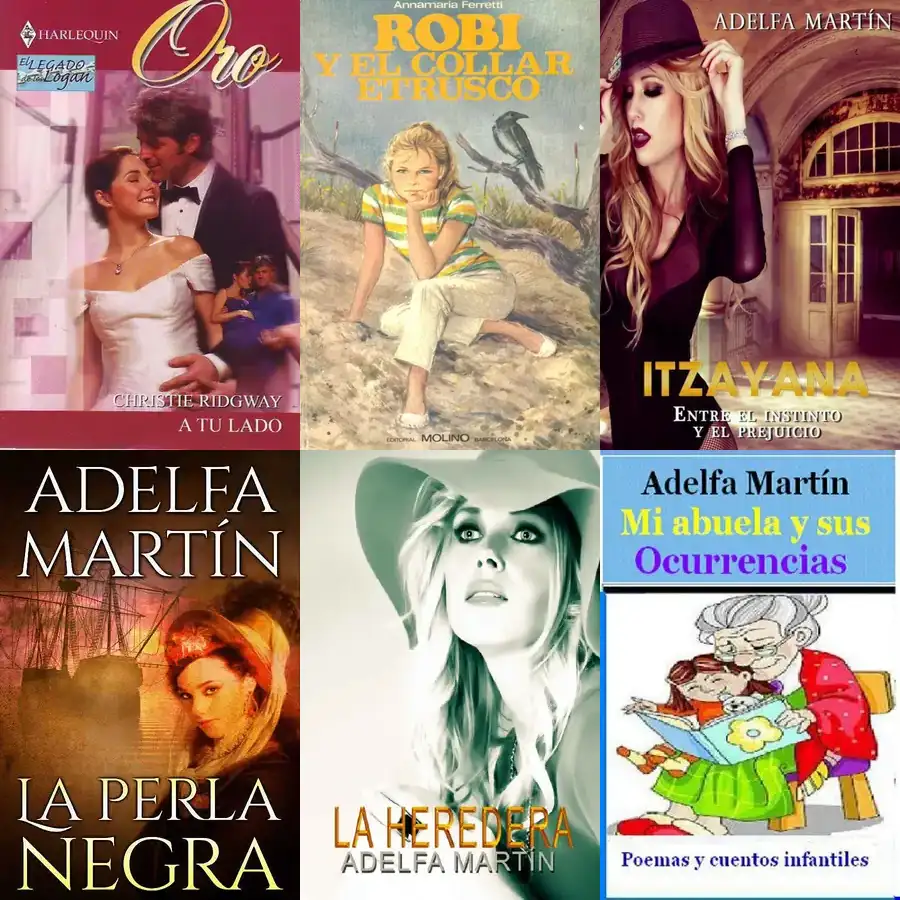 HARLEQUIN
Oro
EL LEGADO
de los Logan
CHRISTIE RIDGWAY
A TU LADO
Annamaria Ferretti
ROBI
Y EL COLLAR
ETRUSCO
EDITORIAL MOLINO BARCELONA
ADELFA MARTÍN
ITZAYANA
ENTRE EL INSTINTO
Y EL PREJUICIO
ADELFA
MARTÍN
LA PERLA
NEGRA
LA HEREDERA
ADELFA MARTÍN
Adelfa Martín
Mi abuela y sus
Ocurrencias
Poemas y cuentos infantiles